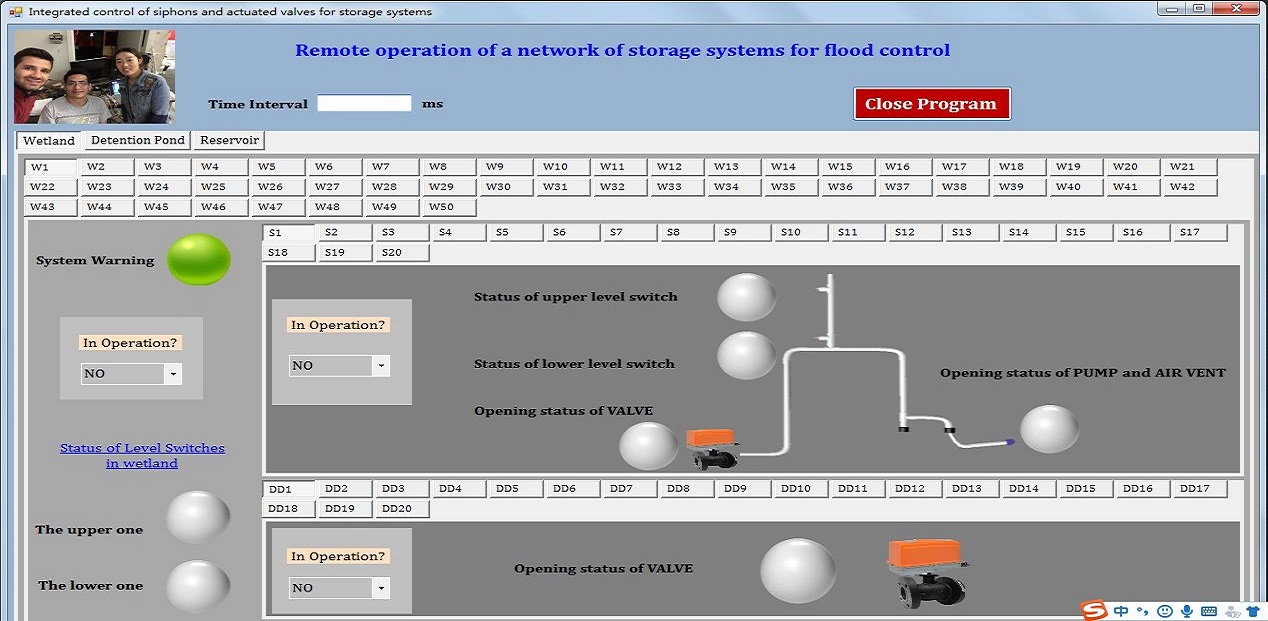 Integrated control of siphons and actuated valves for storage systems
Remote operation of a network of storage systems for flood control
Time Interval ms
Close Program
Wetland Detention Pond Reservoir
W1 W2 W3 W4 W5 W6 W7 W8 W9 W10 W11 W12 W13 W14 W15 W16 W17 W18 W19 W20 W21
W22 W23 W24 W25 W26 W27 W28 W29 W30 W31 W32 W33 W34 W35 W36 W37 W38 W39 W40 W41 W42
W43 W44 W45 W46 W47 W48 W49 W50
System Warning
In Operation?
NO
Status of Level Switches
in wetland
The upper one
The lower one
S1 S2 S3 S4 S5 S6 S7 S8 S9 S10 S11 S12 S13 S14 S15 S16 S17
S18 S19 S20
In Operation?
NO
Status of upper level switch
Status of lower level switch
Opening status of VALVE
Opening status of PUMP and AIR VENT
DD1 DD2 DD3 DD4 DD5 DD6 DD7 DD8 DD9 DD10 DD11 DD12 DD13 DD14 DD15 DD16 DD17
DD18 DD19 DD20
In Operation?
NO
Opening status of VALVE
S 中